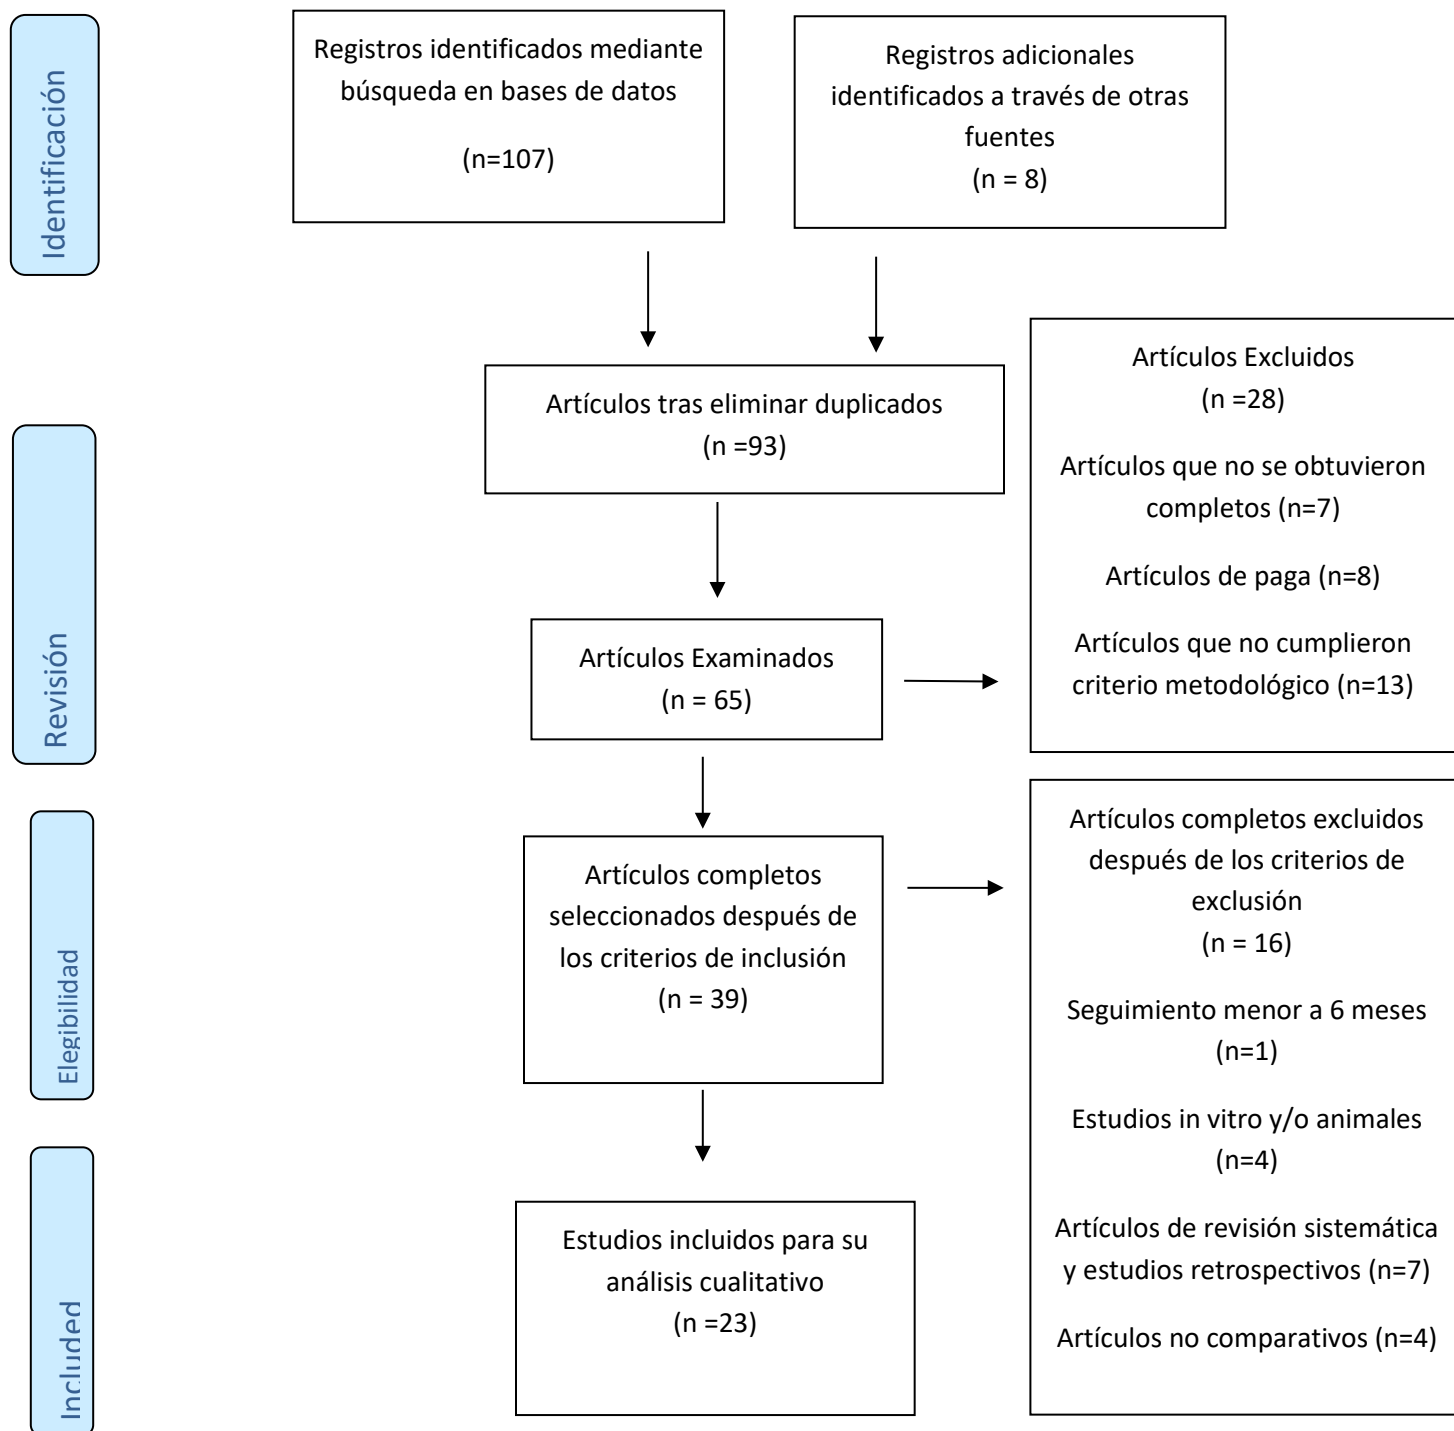 Identificación
Registros identificados mediante
búsqueda en bases de datos
(n=107)
Registros adicionales
identificados a través de otras
fuentes
(n = 8)
Revisión
Artículos tras eliminar duplicados
(n =93)
Artículos Examinados
(n = 65)
Artículos Excluidos
(n =28)
Artículos que no se obtuvieron
completos (n=7)
Artículos de paga (n=8)
Artículos que no cumplieron
criterio metodológico (n=13)
Elegibilidad
Artículos completos
seleccionados después de
los criterios de inclusión
(n = 39)
Artículos completos excluidos
después de los criterios de
exclusión
(n = 16)
Seguimiento menor a 6 meses
(n=1)
Estudios in vitro y/o animales
(n=4)
Artículos de revisión sistemática
y estudios retrospectivos (n=7)
Artículos no comparativos (n=4)
Included
Estudios incluidos para su
análisis cualitativo
(n =23)